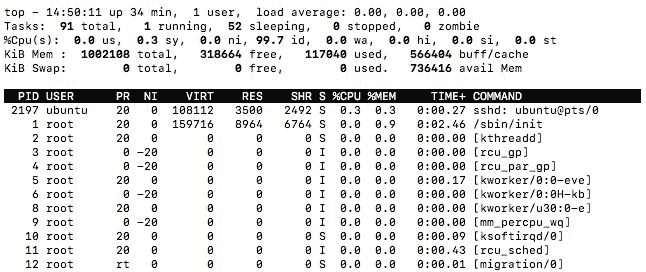 top - 14:50:11 up 34 min,  1 user,  load average: 0.00, 0.00, 0.00
Tasks:  91 total,   1 running,  52 sleeping,   0 stopped,   0 zombie
%Cpu(s):  0.0 us,  0.3 sy,  0.0 ni, 99.7 id,  0.0 wa,  0.0 hi,  0.0 si,  0.0 st
KiB Mem :  1002108 total,   318664 free,   117040 used,   566404 buff/cache
KiB Swap:        0 total,        0 free,        0 used.   736416 avail Mem
PID USER      PR  NI    VIRT    RES    SHR S %CPU %MEM     TIME+ COMMAND
2197 ubuntu    20   0  108112   3500   2492 S  0.3  0.3   0:00.27 sshd: ubuntu@pts/0
1 root      20   0  159716   8964   6764 S  0.0  0.9   0:02.46 /sbin/init
2 root      20   0       0      0      0 S  0.0  0.0   0:00.00 [kthreadd]
3 root       0 -20       0      0      0 I  0.0  0.0   0:00.00 [rcu_gp]
4 root       0 -20       0      0      0 I  0.0  0.0   0:00.00 [rcu_par_gp]
5 root      20   0       0      0      0 I  0.0  0.0   0:00.17 [kworker/0:0-eve]
6 root       0 -20       0      0      0 I  0.0  0.0   0:00.00 [kworker/0:0H-kb]
8 root      20   0       0      0      0 I  0.0  0.0   0:00.00 [kworker/u30:0-e]
9 root       0 -20       0      0      0 I  0.0  0.0   0:00.00 [mm_percpu_wq]
10 root      20   0       0      0      0 S  0.0  0.0   0:00.09 [ksoftirqd/0]
11 root      20   0       0      0      0 I  0.0  0.0   0:00.43 [rcu_sched]
12 root      rt   0       0      0      0 S  0.0  0.0   0:00.01 [migration/0]